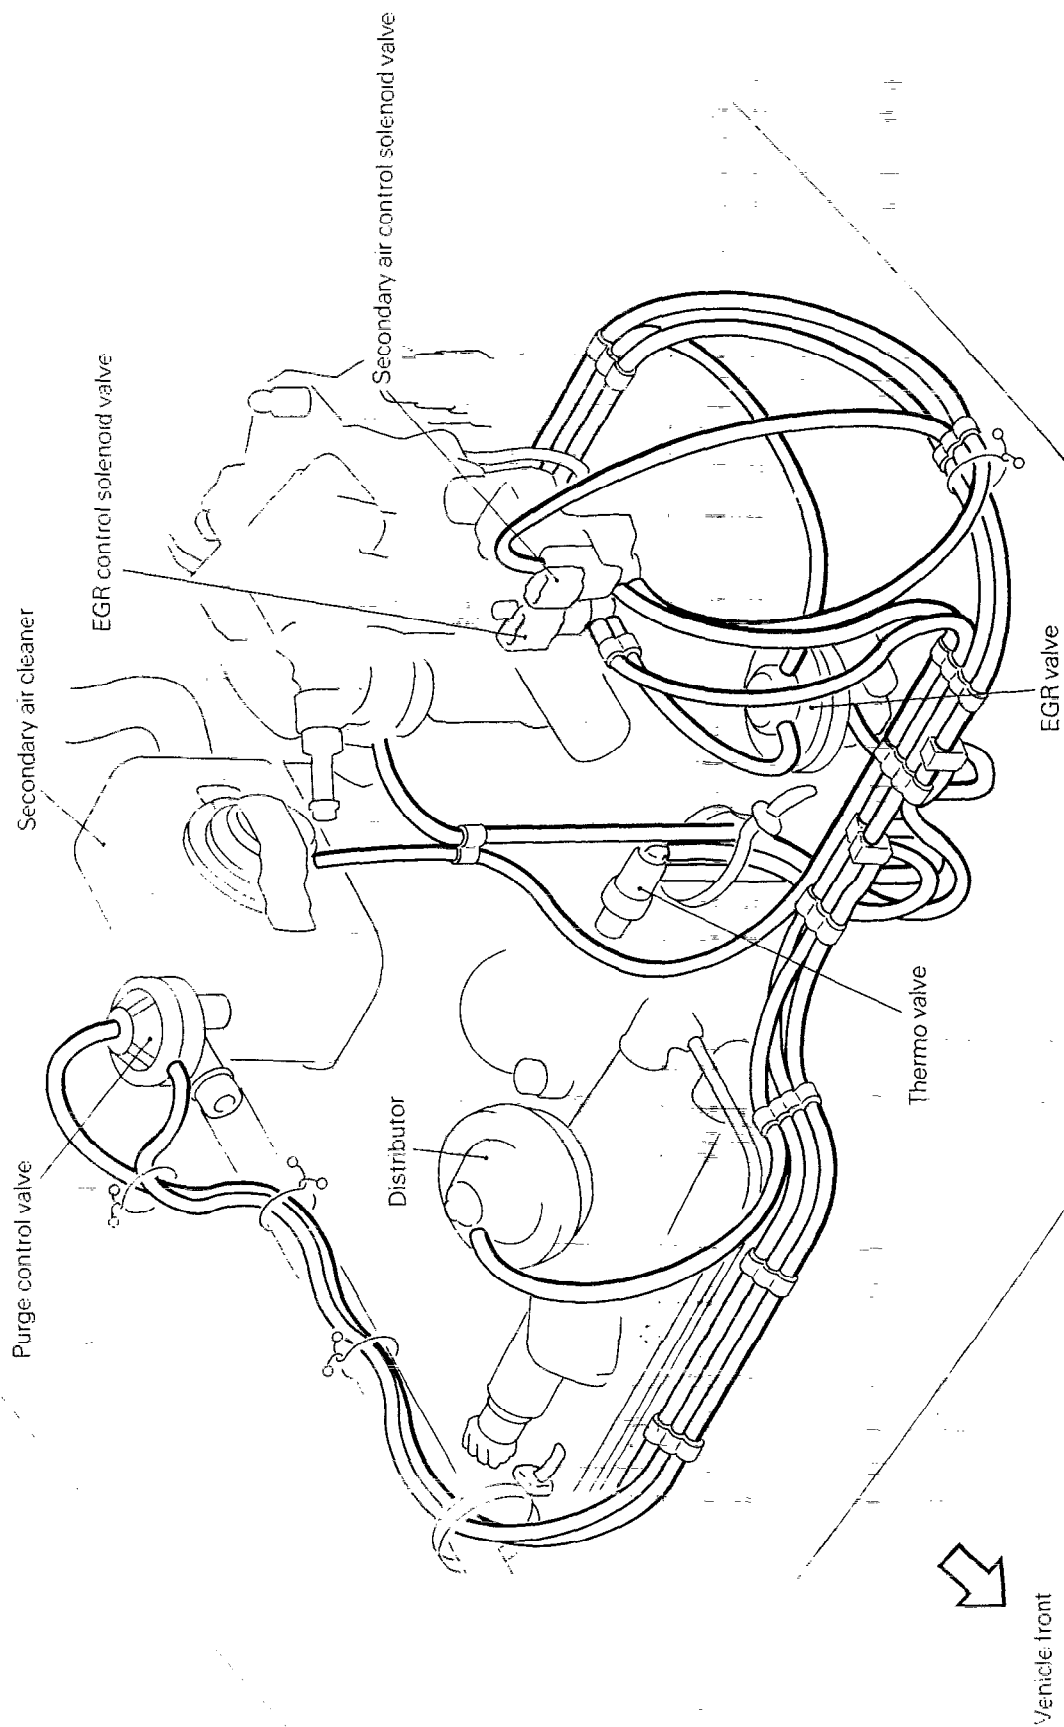 Secondary air control solenoid valve
EGR control solenoid valve
Secondary air cleaner
Purge control valve
Distributor
Thermo valve
EGR valve
Vehicle front